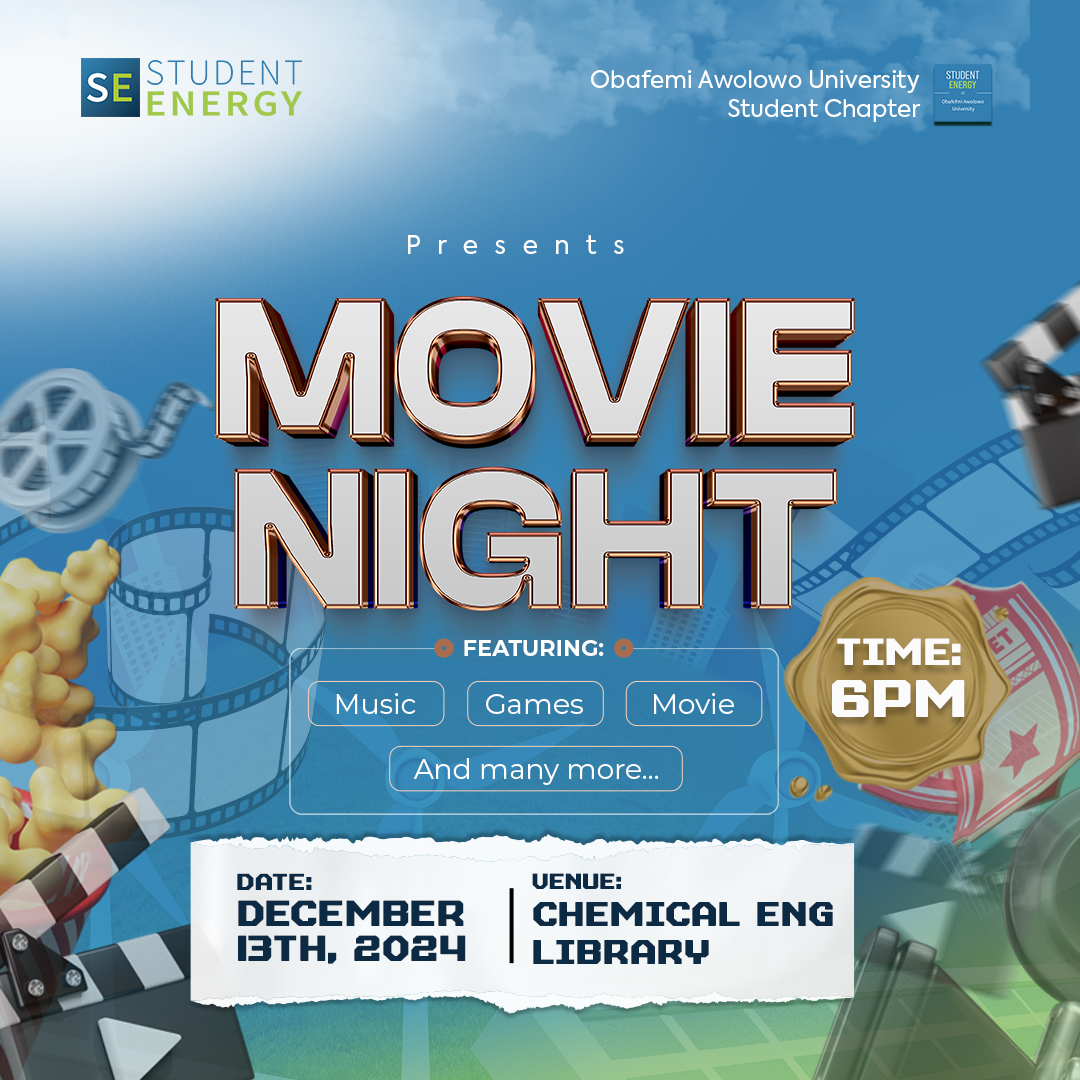 SE STUDENT
ENERGY
Obafemi Awolowo University
Student Chapter
STUDENT
ENERGY
at
Obafemi Awolowo
University
Presents
MOVIE
NIGHT
FEATURING:
Music Games Movie
And many more...
TIME:
6PM
DATE:
DECEMBER
13TH, 2024
VENUE:
CHEMICAL ENG
LIBRARY